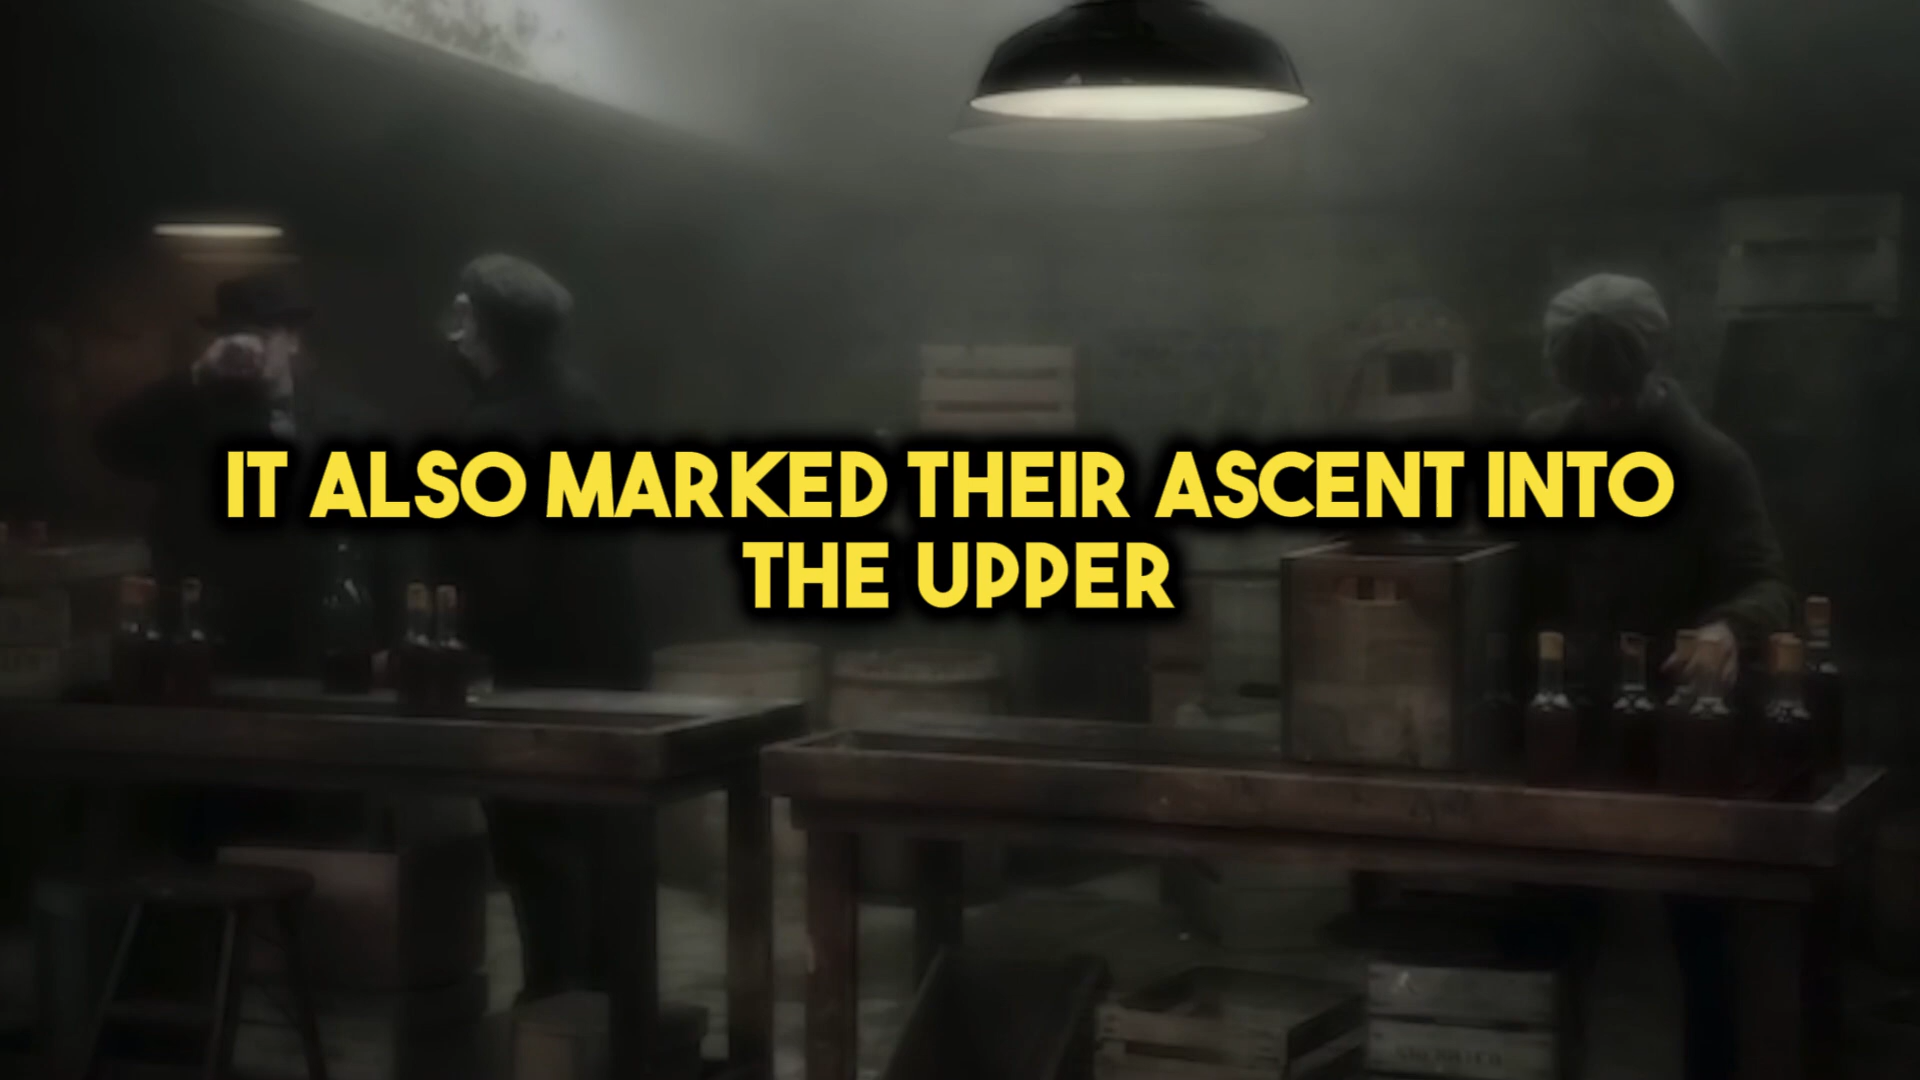 IT ALSO MARKED THEIR ASCENT INTO
THE UPPER